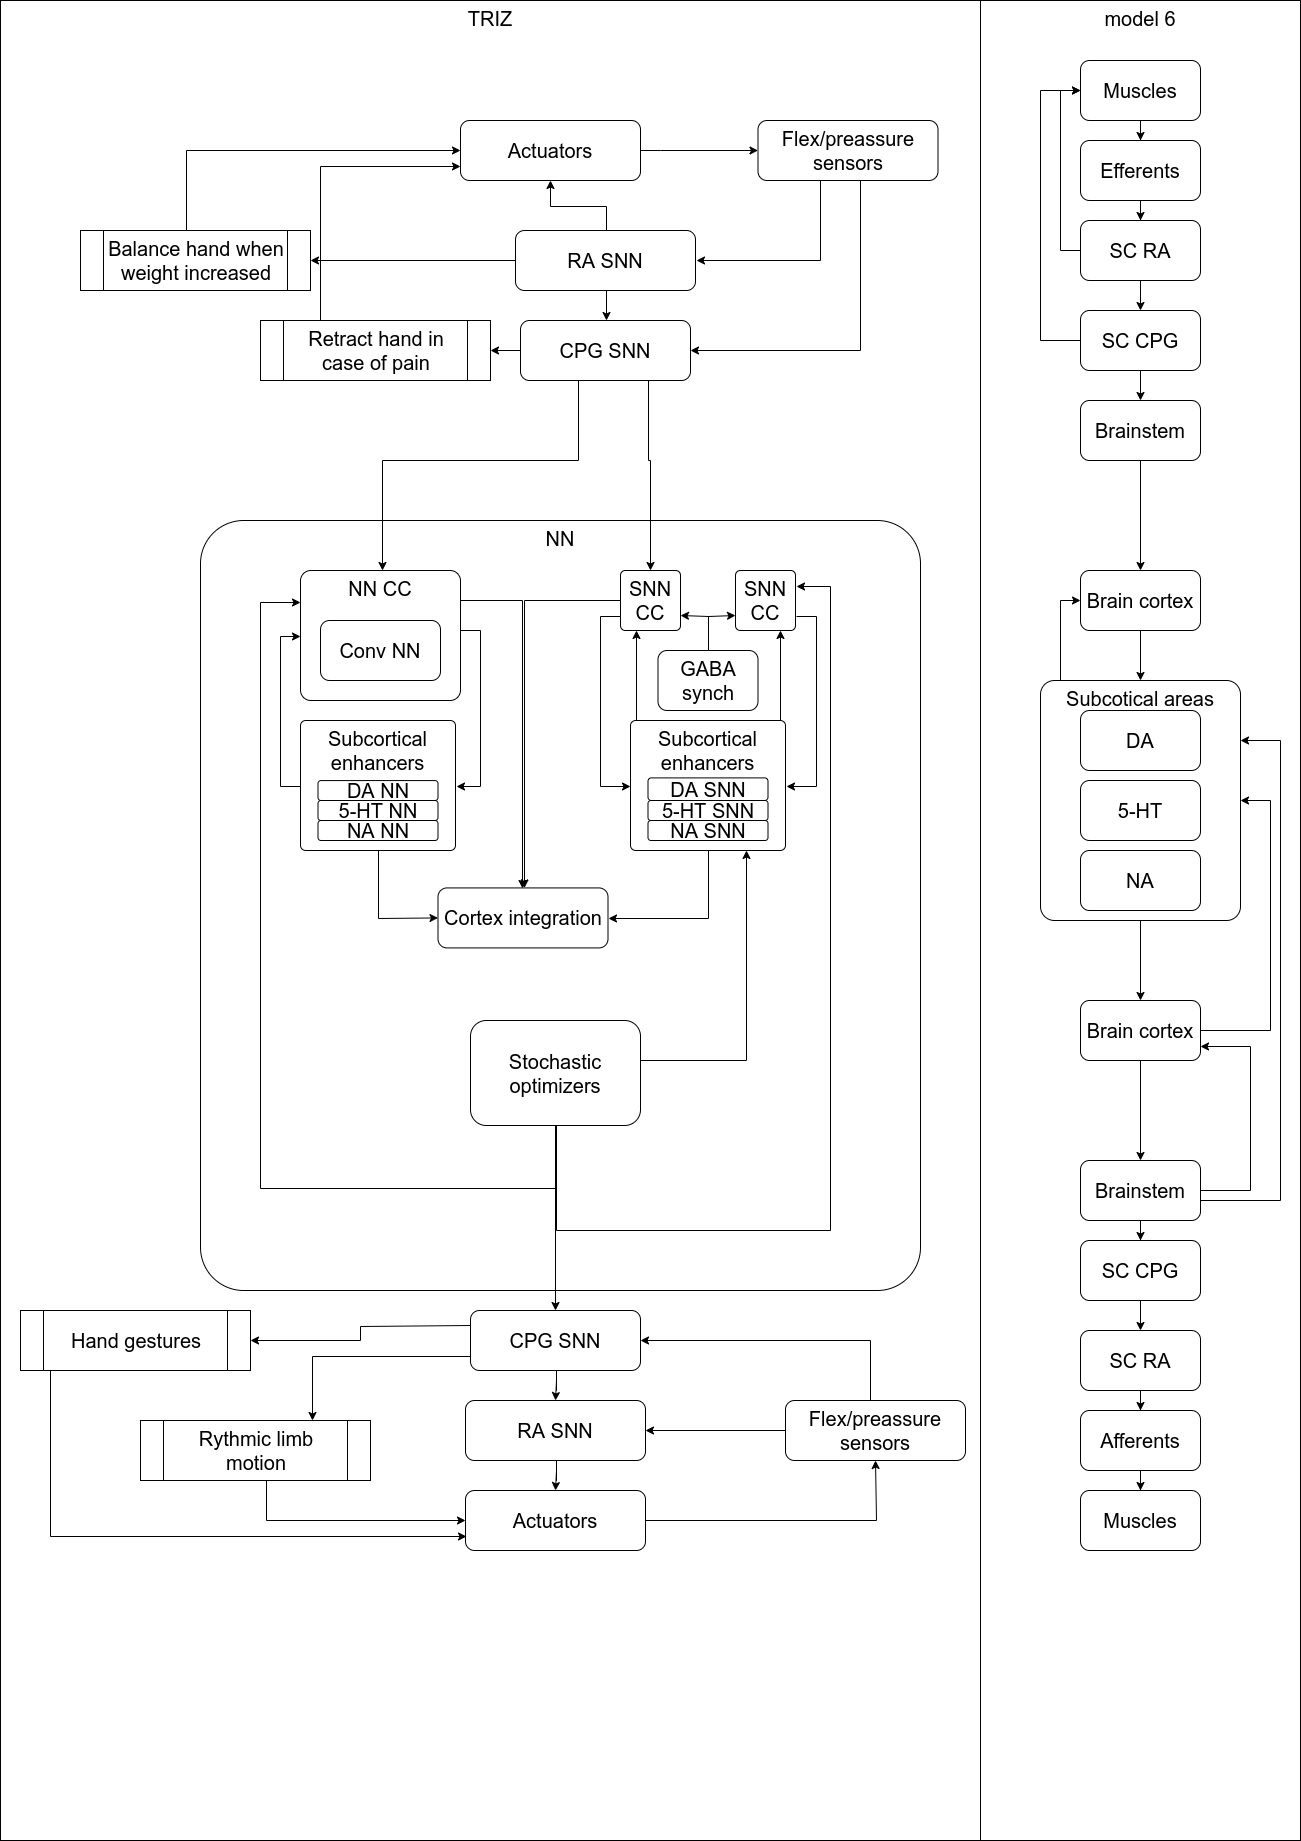 TRIZ
Actuators
Flex/preassure
sensors
Balance hand when
weight increased
RA SNN
Retract hand in
case of pain
CPG SNN
NN
NN CC
Conv NN
SNN
CC
SNN
CC
GABA
synch
Subcortical
enhancers
DA NN
5-HT NN
NA NN
Subcortical
enhancers
DA SNN
5-HT SNN
NA SNN
Cortex integration
Stochastic
optimizers
Hand gestures
CPG SNN
Rythmic limb
motion
RA SNN
Flex/preassure
sensors
Actuators
model 6
Muscles
Efferents
SC RA
SC CPG
Brainstem
Brain cortex
Subcotical areas
DA
5-HT
NA
Brain cortex
Brainstem
SC CPG
SC RA
Afferents
Muscles